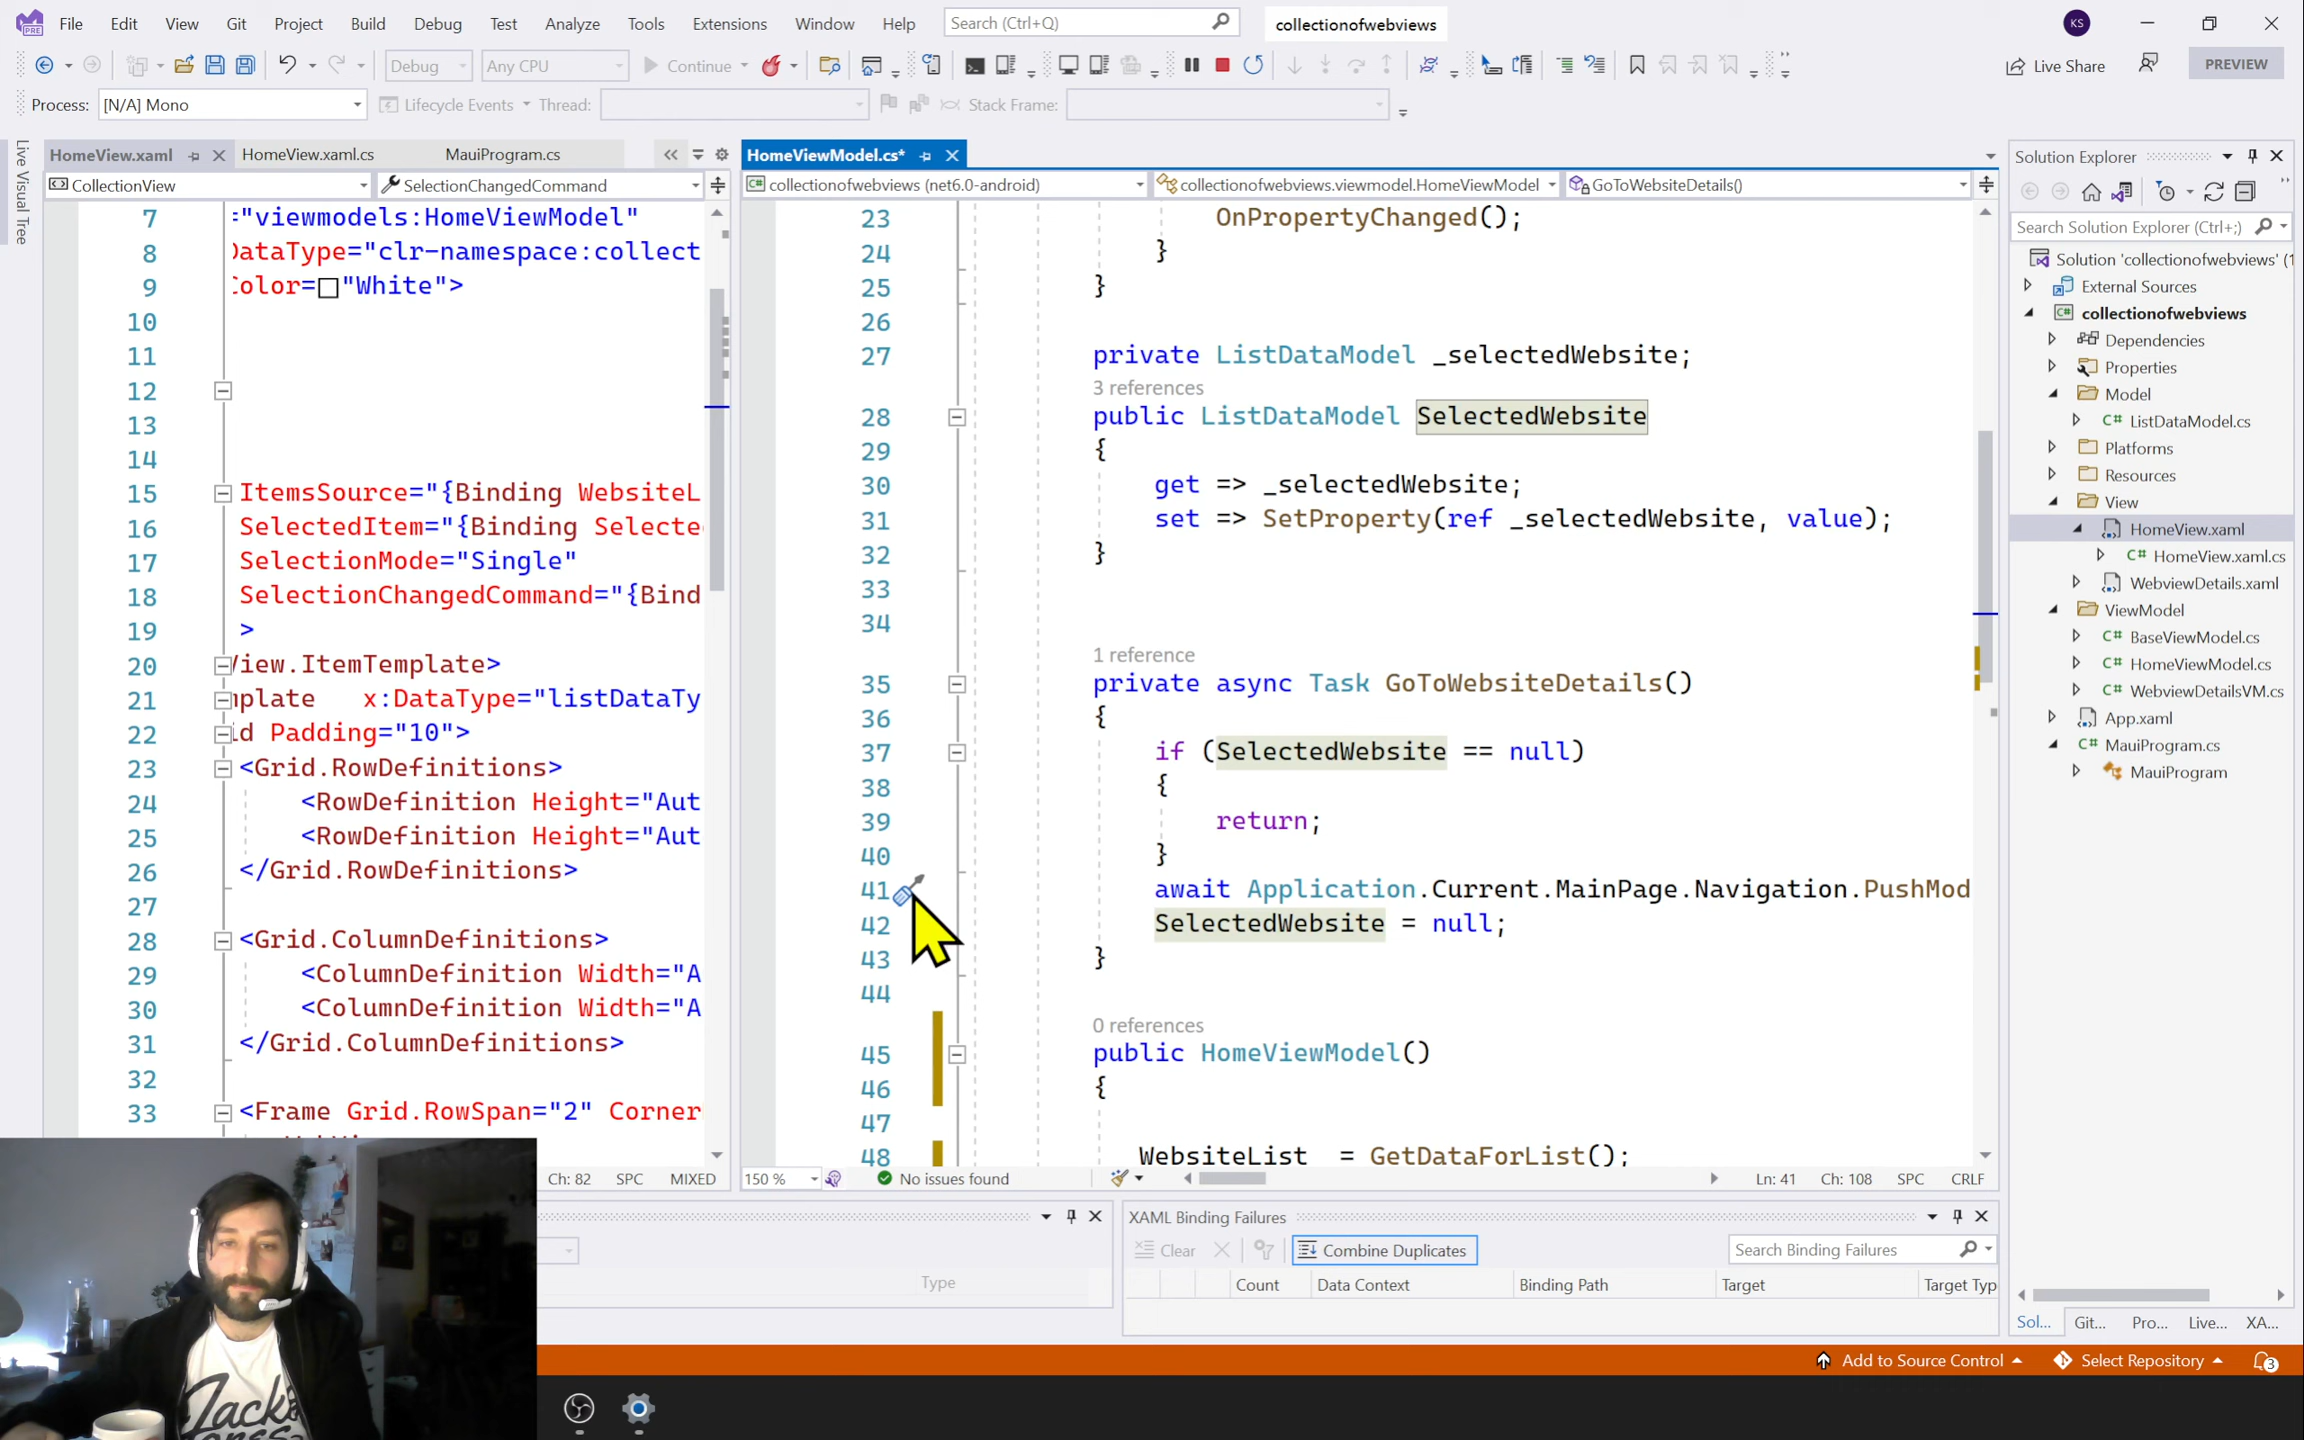 File Edit View Git Project Build Debug Test Analyze Tools Extensions Window Help Search (Ctrl+Q) collectionofwebviews KS
Debug Any CPU Continue Live Share PREVIEW
Process: [N/A] Mono Lifecycle Events Thread: Stack Frame:
Live Visual Tree
HomeView.xaml HomeView.xaml.cs MauiProgram.cs
CollectionView SelectionChangedCommand
7 ="viewmodels:HomeViewModel"
8 DataType="clr-namespace:collect
9 Color="White">
10
11
12
13
14
15 ItemsSource="{Binding WebsiteL
16 SelectedItem="{Binding Selecte
17 SelectionMode="Single"
18 SelectionChangedCommand="{Bind
19 >
20 View.ItemTemplate>
21 mplate x:DataType="listDataTy
22 id Padding="10">
23 <Grid.RowDefinitions>
24 <RowDefinition Height="Aut
25 <RowDefinition Height="Aut
26 </Grid.RowDefinitions>
27
28 <Grid.ColumnDefinitions>
29 <ColumnDefinition Width="A
30 <ColumnDefinition Width="A
31 </Grid.ColumnDefinitions>
32
33 <Frame Grid.RowSpan="2" Corner
Ch: 82 SPC MIXED
HomeViewModel.cs*
collectionofwebviews (net6.0-android) collectionofwebviews.viewmodel.HomeViewModel GoToWebsiteDetails()
23 OnPropertyChanged();
24 }
25 }
26
27 private ListDataModel _selectedWebsite;
3 references
28 public ListDataModel SelectedWebsite
29 {
30 get => _selectedWebsite;
31 set => SetProperty(ref _selectedWebsite, value);
32 }
33
34
1 reference
35 private async Task GoToWebsiteDetails()
36 {
37 if (SelectedWebsite == null)
38 {
39 return;
40 }
41 await Application.Current.MainPage.Navigation.PushMod
42 SelectedWebsite = null;
43 }
44
0 references
45 public HomeViewModel()
46 {
47
48 WebsiteList = GetDataForList();
150 % No issues found Ln: 41 Ch: 108 SPC CRLF
Type
XAML Binding Failures
Clear Combine Duplicates Search Binding Failures
Count Data Context Binding Path Target Target Typ
Solution Explorer
Search Solution Explorer (Ctrl+;)
Solution 'collectionofwebviews' (1
External Sources
collectionofwebviews
Dependencies
Properties
Model
C# ListDataModel.cs
Platforms
Resources
View
HomeView.xaml
C# HomeView.xaml.cs
WebviewDetails.xaml
ViewModel
C# BaseViewModel.cs
C# HomeViewModel.cs
C# WebviewDetailsVM.cs
App.xaml
C# MauiProgram.cs
MauiProgram
Sol... Git... Pro... Live... XA...
Add to Source Control Select Repository 3
Jack